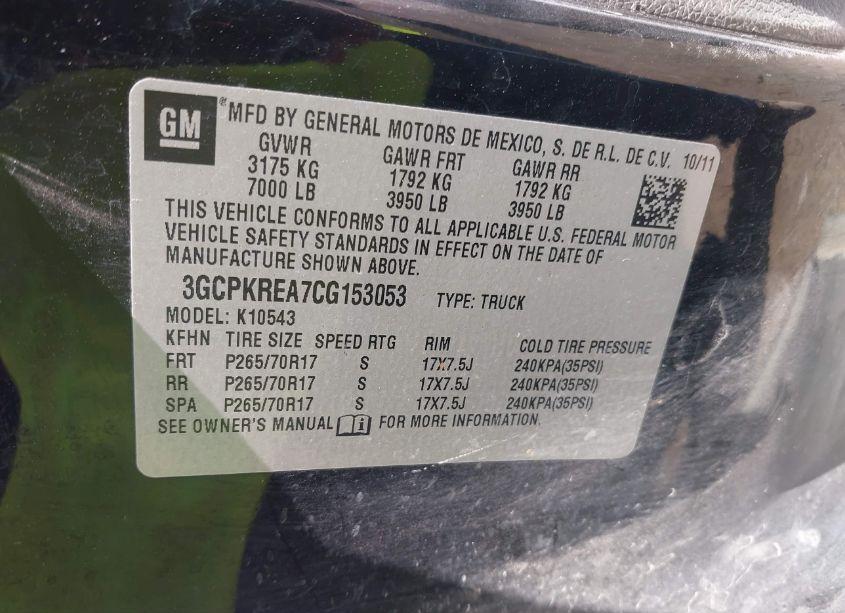 GM
® MFD BY GENERAL MOTORS DE MEXICO, S. DE R.L. DE C.V. 10/11
GVWR GAWR FRT GAWR RR
3175 KG 1792 KG 1792 KG
7000 LB 3950 LB 3950 LB
THIS VEHICLE CONFORMS TO ALL APPLICABLE U.S. FEDERAL MOTOR
VEHICLE SAFETY STANDARDS IN EFFECT ON THE DATE OF
MANUFACTURE SHOWN ABOVE.
3GCPKREA7CG153053 TYPE: TRUCK
MODEL: K10543
KFHN TIRE SIZE SPEED RTG RIM COLD TIRE PRESSURE
FRT P265/70R17 S 17X7.5J 240KPA(35PSI)
RR P265/70R17 S 17X7.5J 240KPA(35PSI)
SPA P265/70R17 S 17X7.5J 240KPA(35PSI)
SEE OWNER'S MANUAL i FOR MORE INFORMATION.